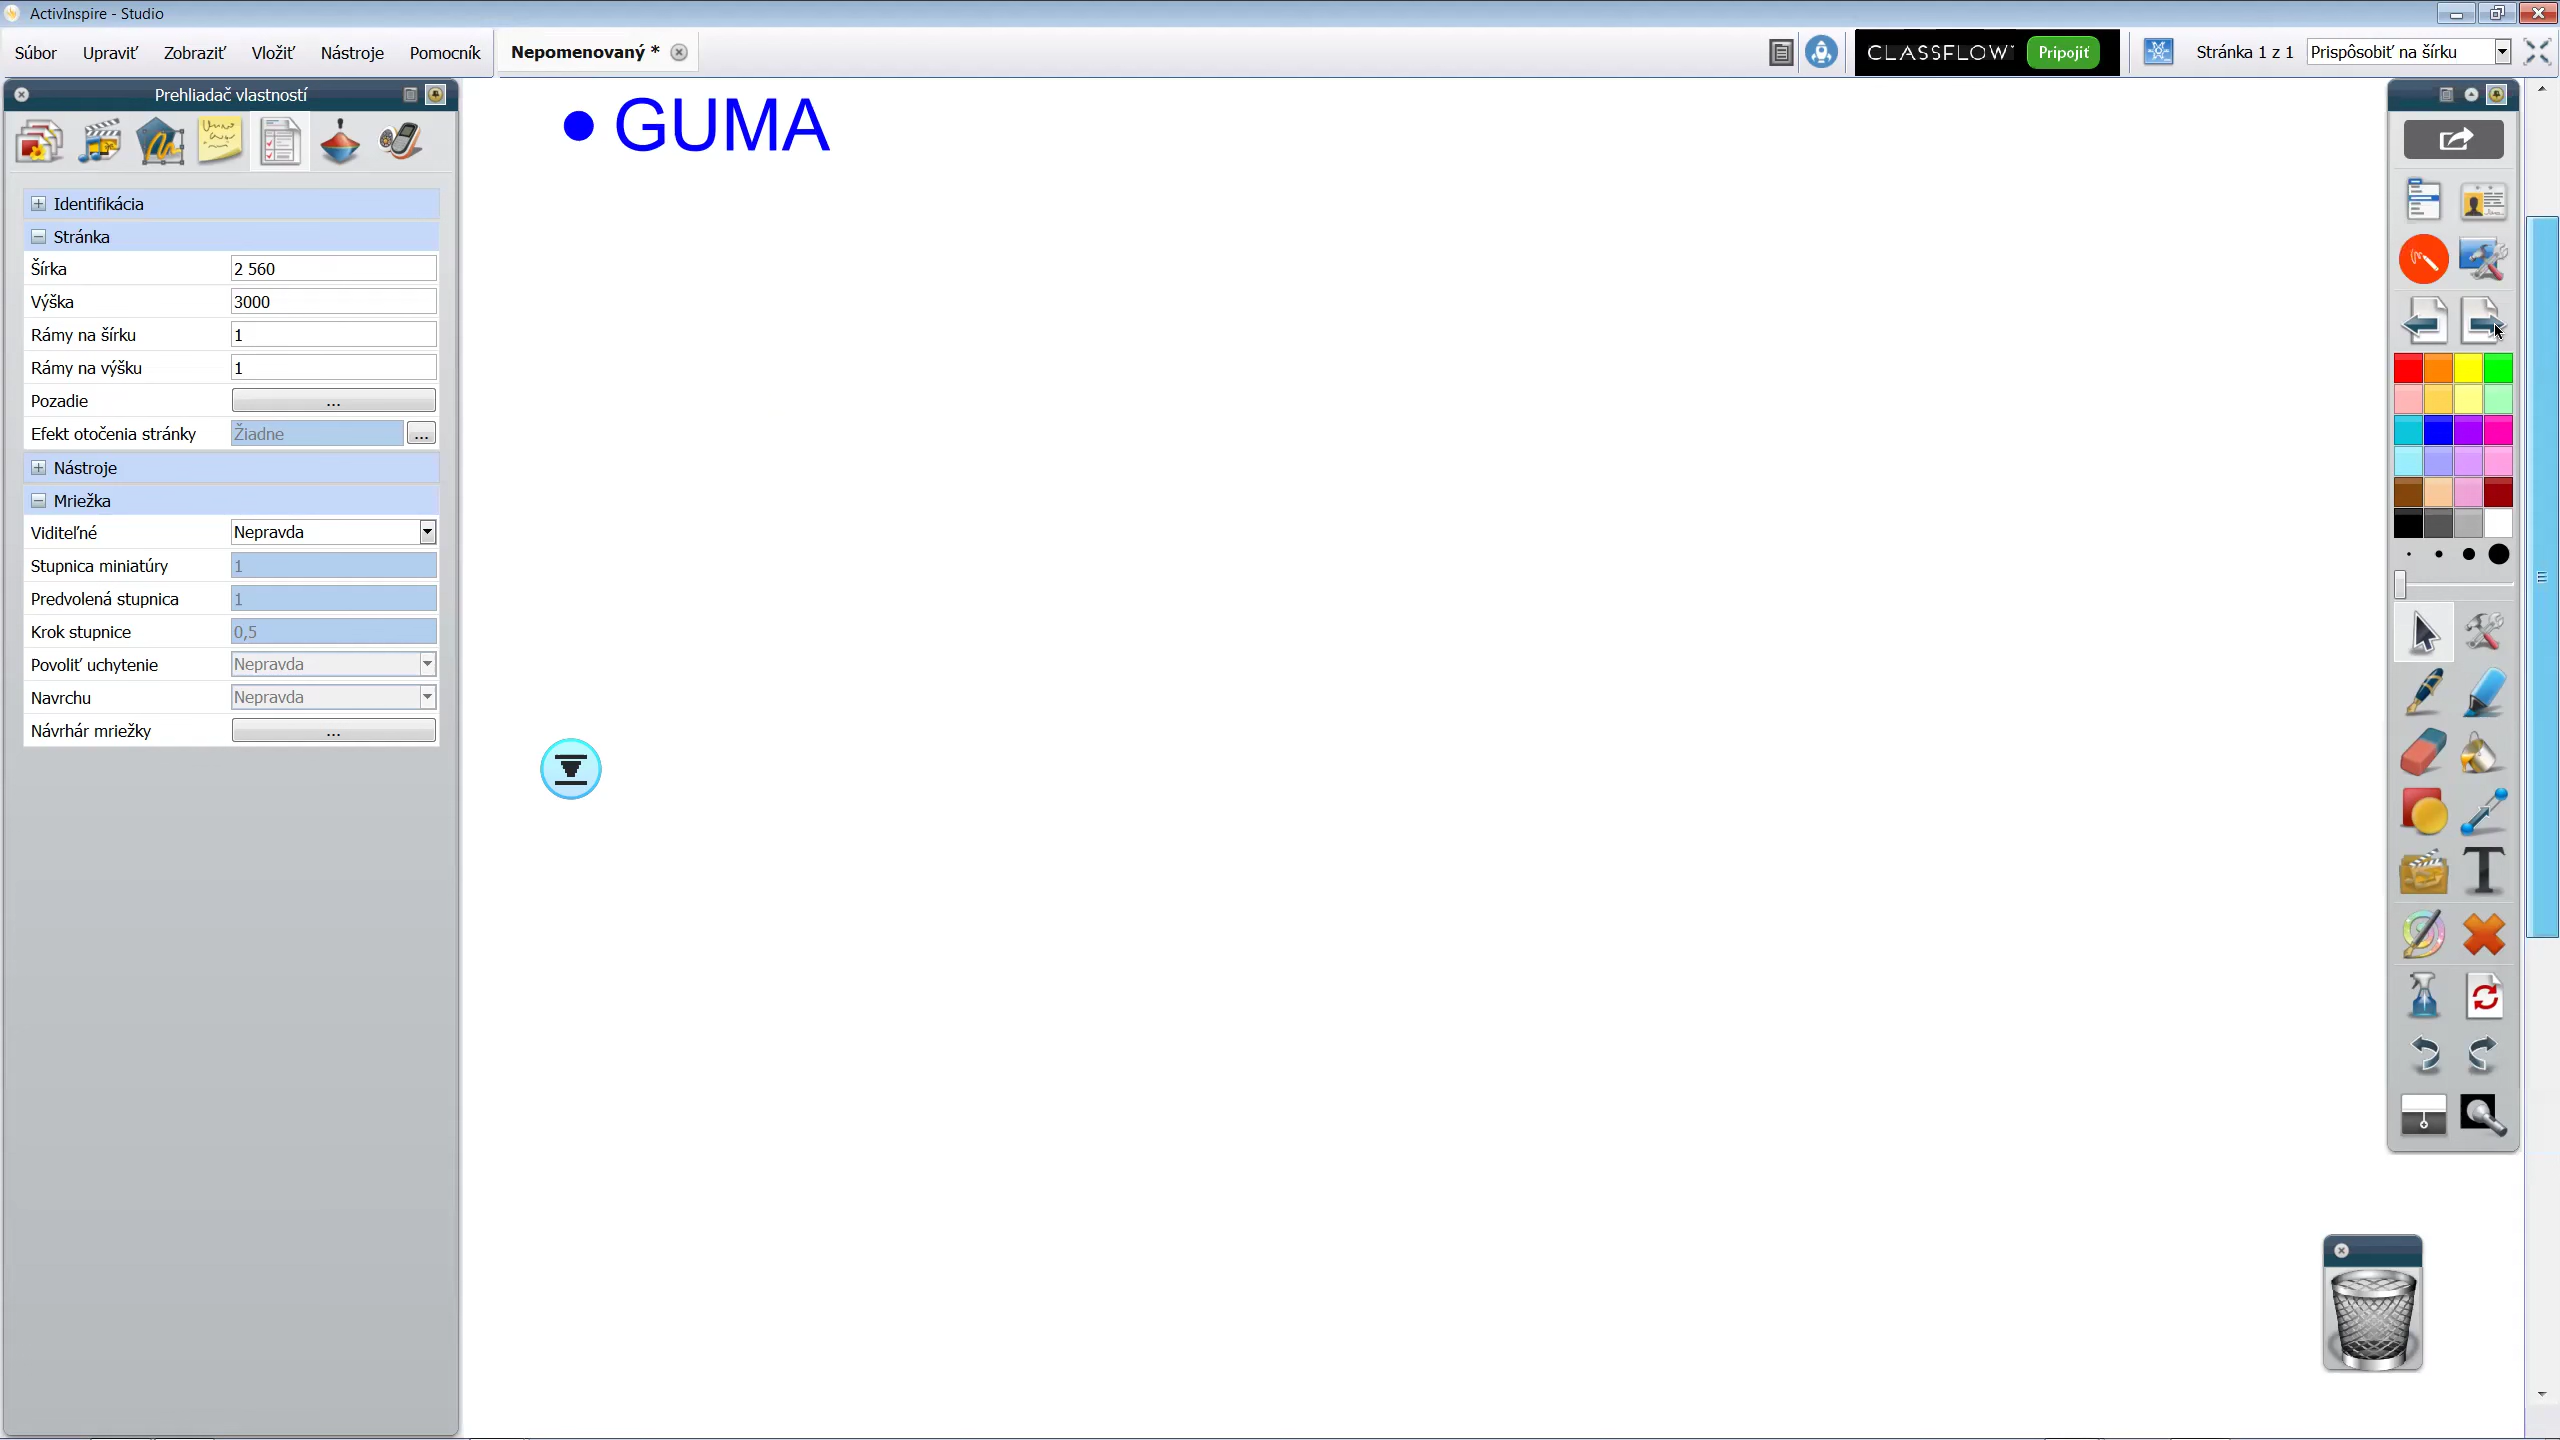 ActivInspire - Studio
Súbor Upraviť Zobraziť Vložiť Nástroje Pomocník Nepomenovaný * CLASSFLOW Pripojiť Stránka 1 z 1 Prispôsobiť na šírku
Prehliadač vlastností
• GUMA
Identifikácia
Stránka
Šírka 2 560
Výška 3000
Rámy na šírku 1
Rámy na výšku 1
Pozadie ...
Efekt otočenia stránky Žiadne ...
Nástroje
Mriežka
Viditeľné Nepravda
Stupnica miniatúry 1
Predvolená stupnica 1
Krok stupnice 0,5
Povoliť uchytenie Nepravda
Navrchu Nepravda
Návrhár mriežky ...